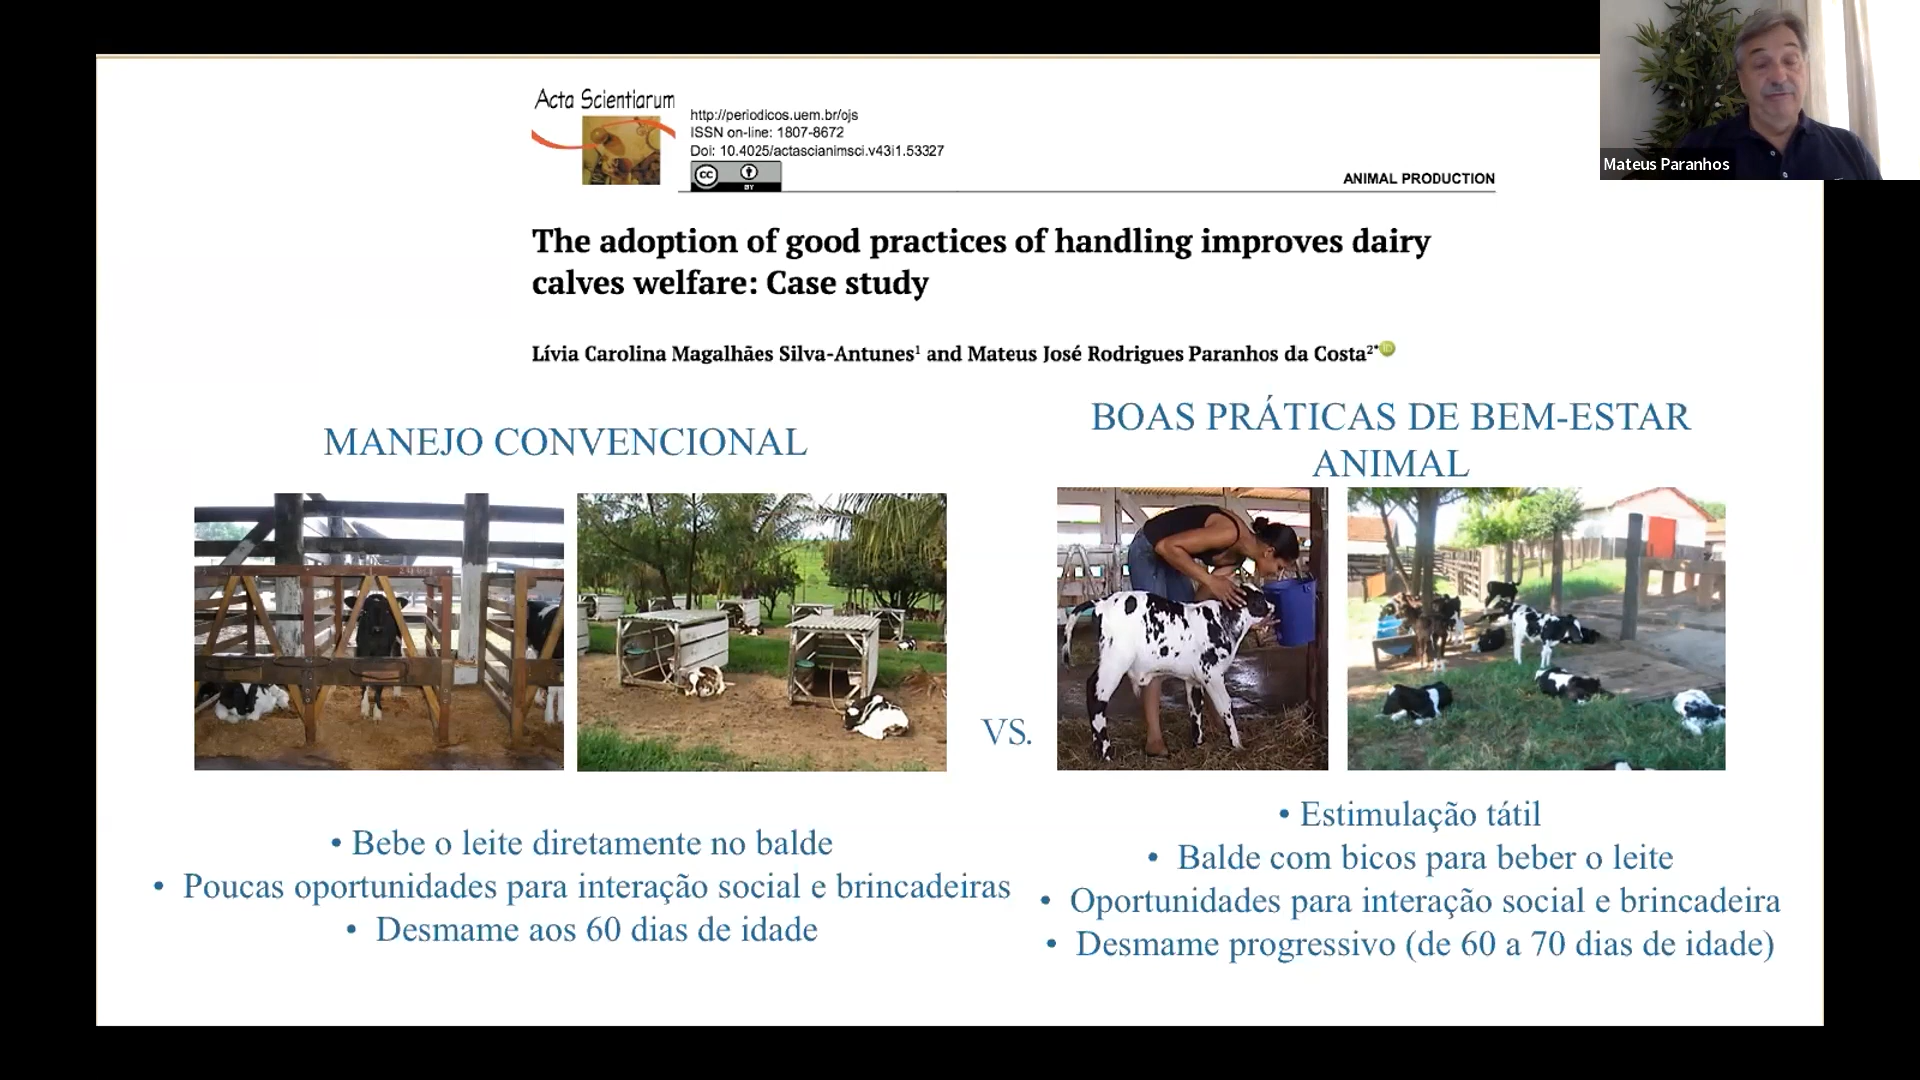 Acta Scientiarum
http://periodicos.uem.br/ojs
ISSN on-line: 1807-8672
Doi: 10.4025/actascianimsci.v43i1.53327
cc
BY
ANIMAL PRODUCTION
Mateus Paranhos
The adoption of good practices of handling improves dairy
calves welfare: Case study
Lívia Carolina Magalhães Silva-Antunes¹ and Mateus José Rodrigues Paranhos da Costa²* iD
MANEJO CONVENCIONAL
BOAS PRÁTICAS DE BEM-ESTAR
ANIMAL
VS.
• Bebe o leite diretamente no balde
• Poucas oportunidades para interação social e brincadeiras
• Desmame aos 60 dias de idade
• Estimulação tátil
• Balde com bicos para beber o leite
• Oportunidades para interação social e brincadeira
• Desmame progressivo (de 60 a 70 dias de idade)